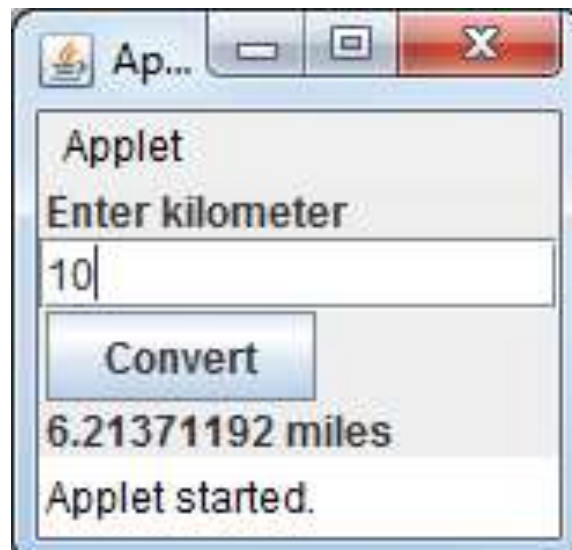 Ap...
Applet
Enter kilometer
10
Convert
6.21371192 miles
Applet started.